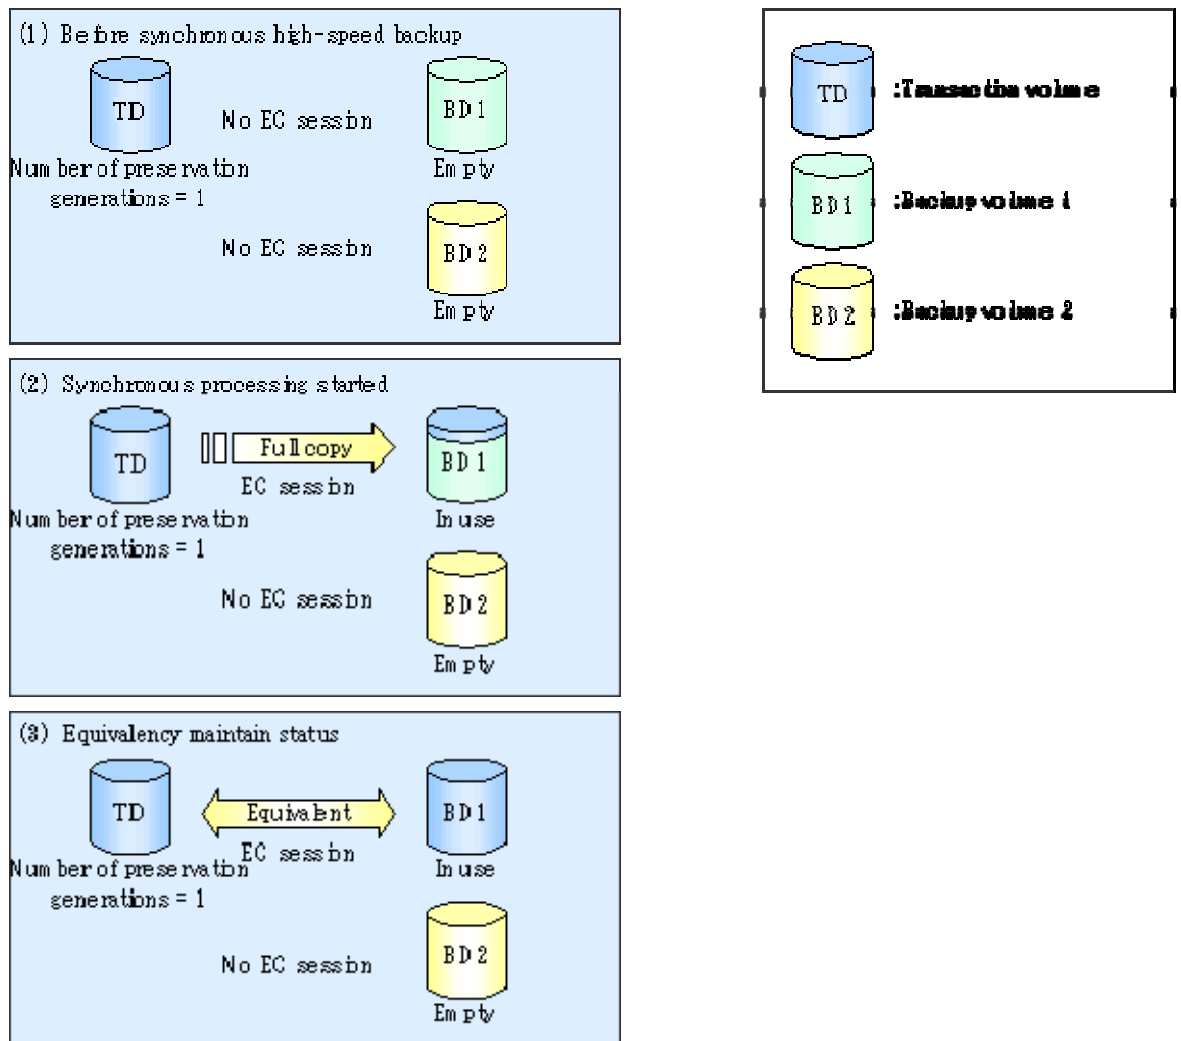 (1) Before synchronous high-speed backup
TD
No EC session
BD1
Number of preservation
generations = 1
Empty
No EC session
BD2
Empty
(2) Synchronous processing started
TD
Full copy
BD1
EC session
Number of preservation
generations = 1
In use
No EC session
BD2
Empty
(3) Equivalency maintain status
TD
Equivalent
BD1
EC session
Number of preservation
generations = 1
In use
No EC session
BD2
Empty
TD
:Transaction volume
BD1
:Backup volume 1
BD2
:Backup volume 2